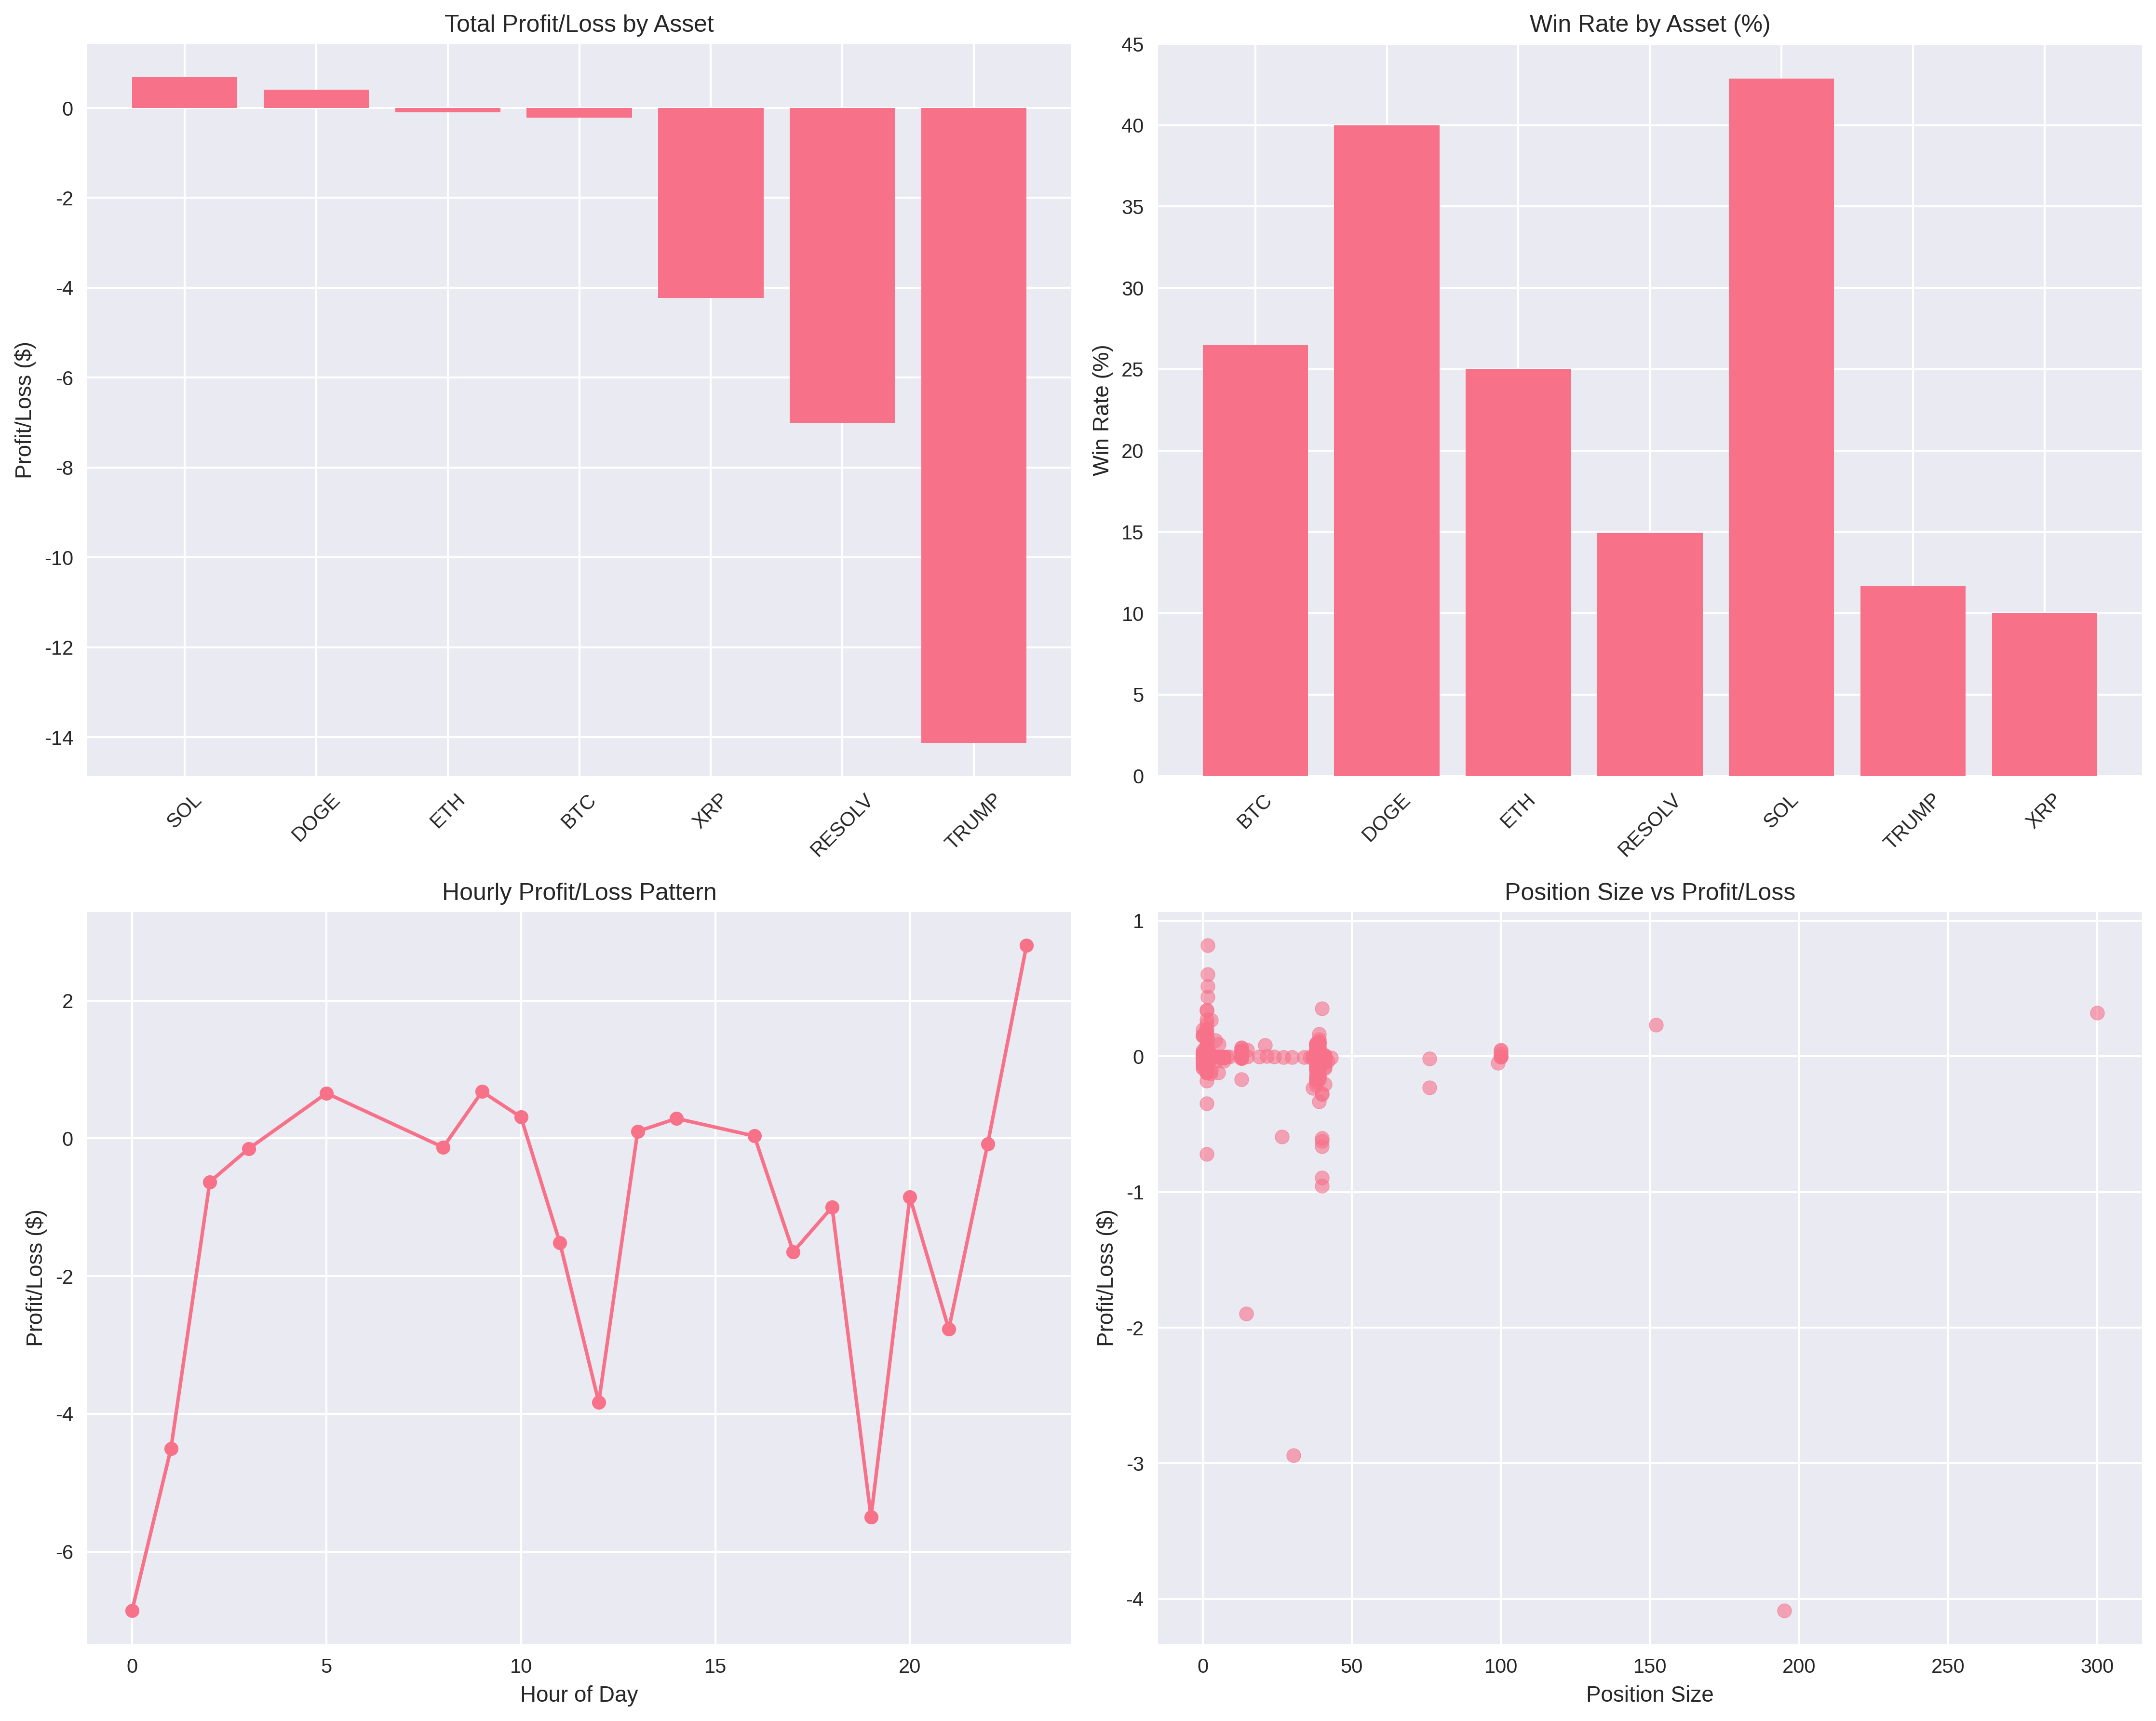 Total Profit/Loss by Asset
Profit/Loss ($)
0
-2
-4
-6
-8
-10
-12
-14
SOL
DOGE
ETH
BTC
XRP
RESOLV
TRUMP
Win Rate by Asset (%)
Win Rate (%)
45
40
35
30
25
20
15
10
5
0
BTC
DOGE
ETH
RESOLV
SOL
TRUMP
XRP
Hourly Profit/Loss Pattern
Profit/Loss ($)
2
0
-2
-4
-6
0
5
10
15
20
Hour of Day
Position Size vs Profit/Loss
Profit/Loss ($)
1
0
-1
-2
-3
-4
0
50
100
150
200
250
300
Position Size